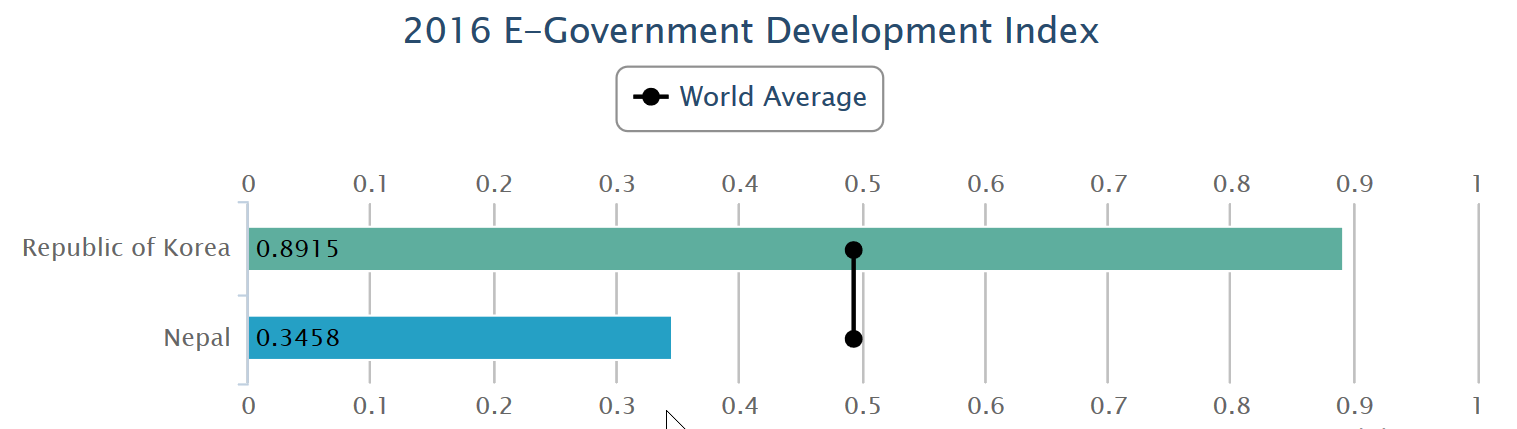 2016 E-Government Development Index
World Average
0 0.1 0.2 0.3 0.4 0.5 0.6 0.7 0.8 0.9 1
Republic of Korea 0.8915
Nepal 0.3458
0 0.1 0.2 0.3 0.4 0.5 0.6 0.7 0.8 0.9 1